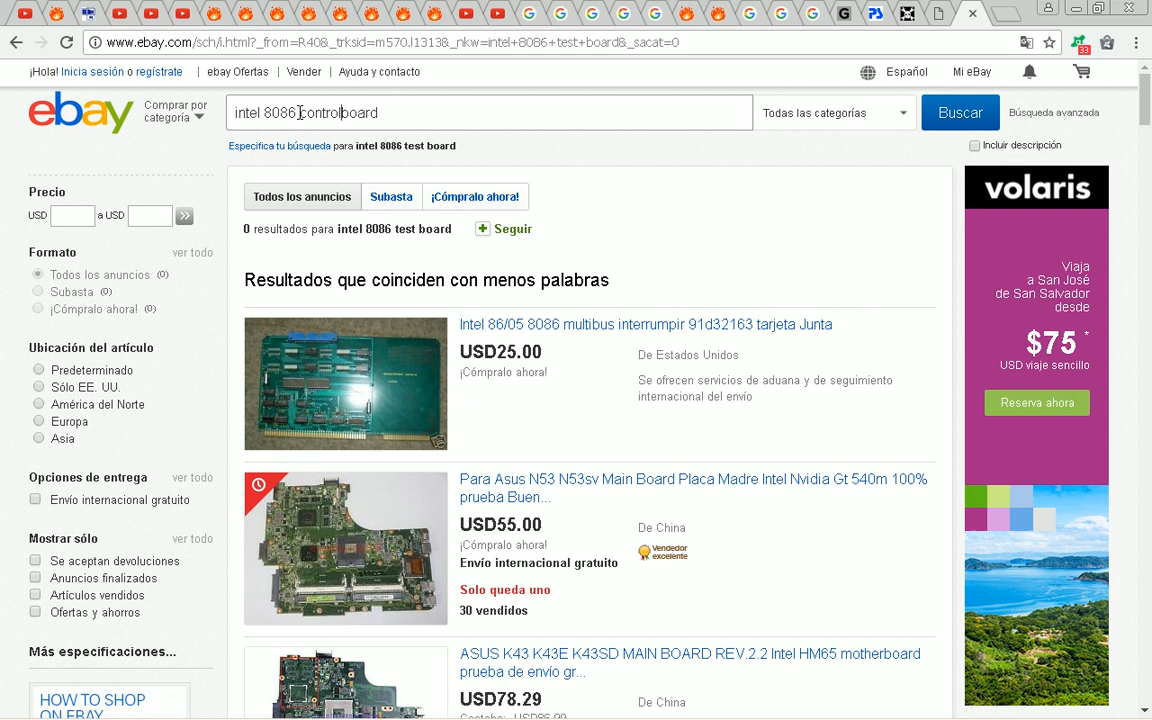 33
www.ebay.com/sch/i.html?_from=R40&_trksid=m570.l1313&_nkw=intel+8086+test+board&_sacat=0
¡Hola! Inicia sesión o regístrate | ebay Ofertas | Vender | Ayuda y contacto
Español
Mi eBay
ebay
Comprar por
categoría
intel 8086 controlboard
Todas las categorías
Buscar
Búsqueda avanzada
Especifica tu búsqueda para intel 8086 test board
Incluir descripción
Precio
USD a USD
Formato ver todo
Todos los anuncios (0)
Subasta (0)
¡Cómpralo ahora! (0)
Ubicación del artículo
Predeterminado
Sólo EE. UU.
América del Norte
Europa
Asia
Opciones de entrega ver todo
Envío internacional gratuito
Mostrar sólo ver todo
Se aceptan devoluciones
Anuncios finalizados
Artículos vendidos
Ofertas y ahorros
Más especificaciones...
HOW TO SHOP
ON EBAY
Todos los anuncios
Subasta
¡Cómpralo ahora!
0 resultados para intel 8086 test board
Seguir
Resultados que coinciden con menos palabras
Intel 86/05 8086 multibus interrumpir 91d32163 tarjeta Junta
USD25.00
¡Cómpralo ahora!
De Estados Unidos
Se ofrecen servicios de aduana y de seguimiento
internacional del envío
Para Asus N53 N53sv Main Board Placa Madre Intel Nvidia Gt 540m 100%
prueba Buen...
USD55.00
¡Cómpralo ahora!
Envío internacional gratuito
Solo queda uno
30 vendidos
De China
Vendedor
excelente
ASUS K43 K43E K43SD MAIN BOARD REV.2.2 Intel HM65 motherboard
prueba de envío gr...
USD78.29
De China
volaris
Viaja
a San José
de San Salvador
desde
$75 *
USD viaje sencillo
Reserva ahora